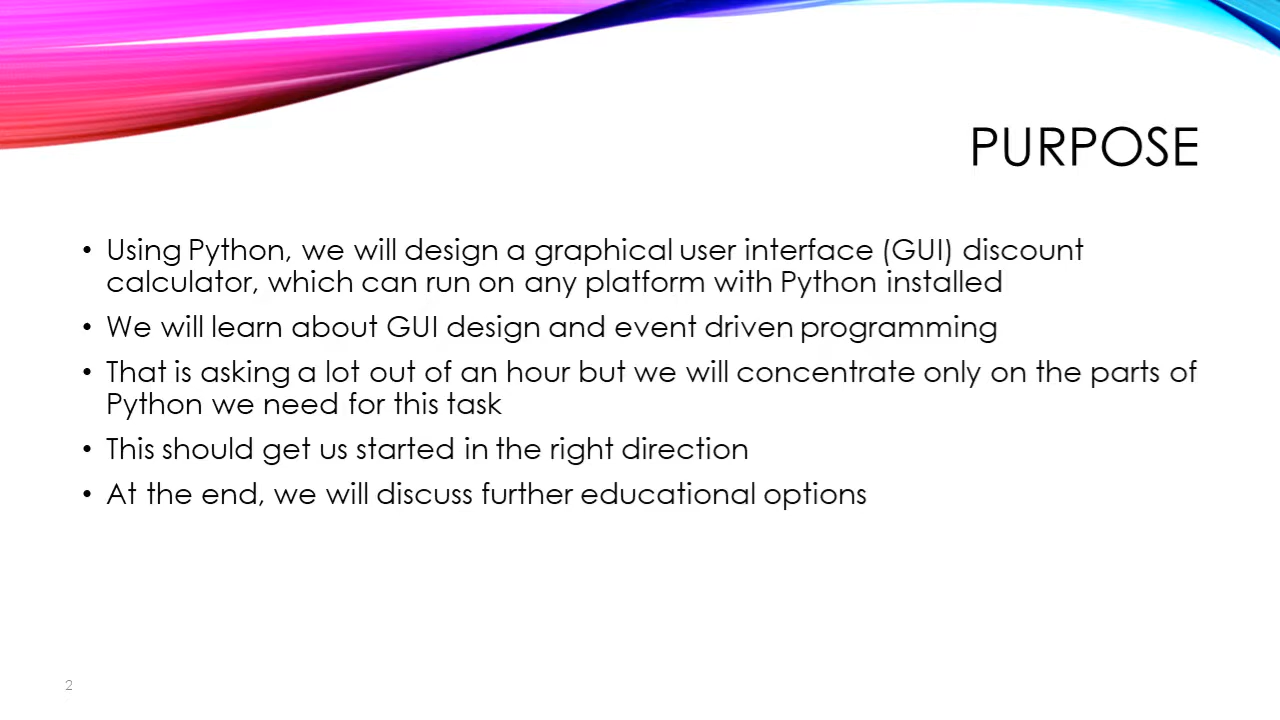 PURPOSE
• Using Python, we will design a graphical user interface (GUI) discount
calculator, which can run on any platform with Python installed
• We will learn about GUI design and event driven programming
• That is asking a lot out of an hour but we will concentrate only on the parts of
Python we need for this task
• This should get us started in the right direction
• At the end, we will discuss further educational options
2